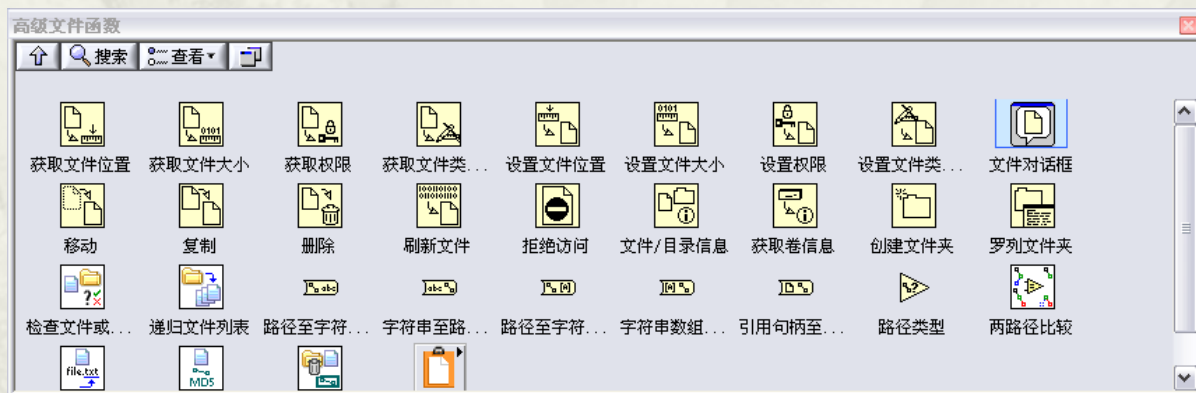 高级文件函数
搜索 查看
0101 0101
获取文件位置 获取文件大小 获取权限 获取文件类... 设置文件位置 设置文件大小 设置权限 设置文件类... 文件对话框
移动 复制 删除 刷新文件 拒绝访问 文件/目录信息 获取卷信息 创建文件夹 罗列文件夹
abc abc
检查文件或... 递归文件列表 路径至字符... 字符串至路... 路径至字符... 字符串数组... 引用句柄至... 路径类型 两路径比较
file.txt MD5